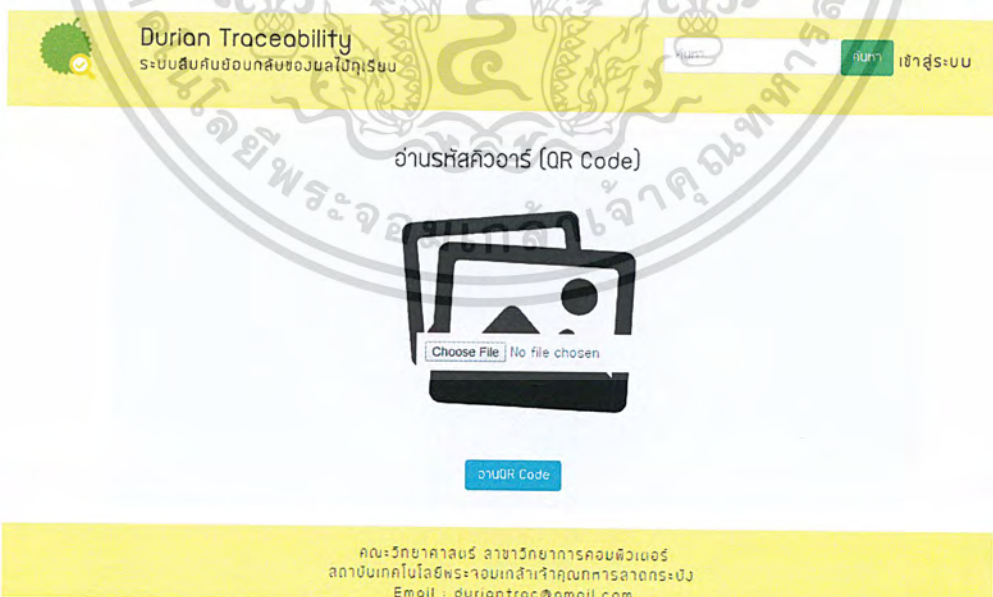 Durian Traceability
ระบบสืบค้นย้อนกลับของผลไม้ทุเรียน
ค้นหา...
ค้นหา
เข้าสู่ระบบ
อ่านรหัสคิวอาร์ (QR Code)
Choose File No file chosen
อ่านQR Code
คณะวิทยาศาสตร์ สาขาวิทยาการคอมพิวเตอร์
สถาบันเทคโนโลยีพระจอมเกล้าเจ้าคุณทหารลาดกระบัง
Email : duriantrac@gmail.com